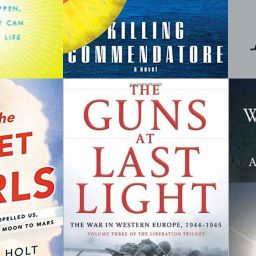 PPEN,
CAN
LIFE
KILLING
COMMENDATORE
a novel
the
ET
RLS
OPELLED US,
MOON TO MARS
HOLT
THE
GUNS
AT
LAST
LIGHT
THE WAR IN WESTERN EUROPE, 1944-1945
VOLUME THREE OF THE LIBERATION TRILOGY
W
A